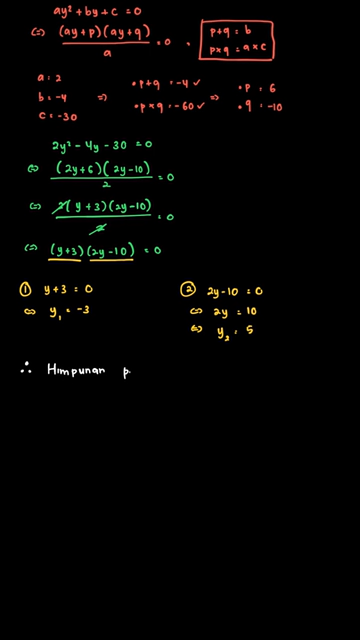 ay² + by + c = 0
⇔ (ay + p)(ay + q) / a = 0 ,
p + q = b
p × q = a × c
a = 2
b = -4
c = -30
⇒
• p + q = -4 ✓
• p × q = -60 ✓
⇒
• p = 6
• q = -10
2y² - 4y - 30 = 0
⇔ (2y + 6)(2y - 10) / 2 = 0
⇔ 2(y + 3)(2y - 10) / 2 = 0
⇔ (y + 3)(2y - 10) = 0
① y + 3 = 0
⇔ y₁ = -3
② 2y - 10 = 0
⇔ 2y = 10
⇔ y₂ = 5
∴ Himpunan p